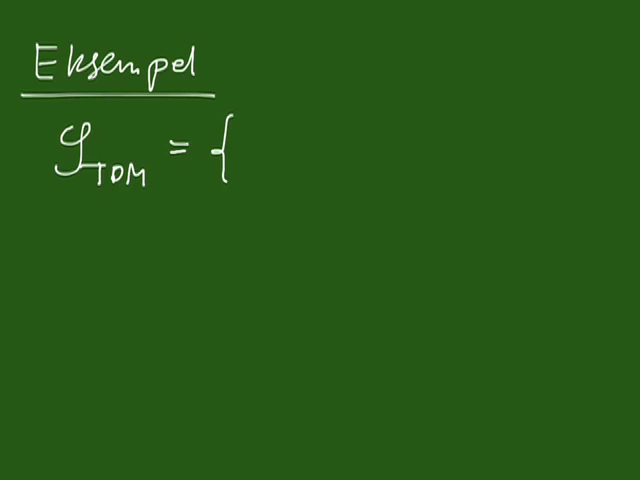 Eksempel
𝒮_TOM = {